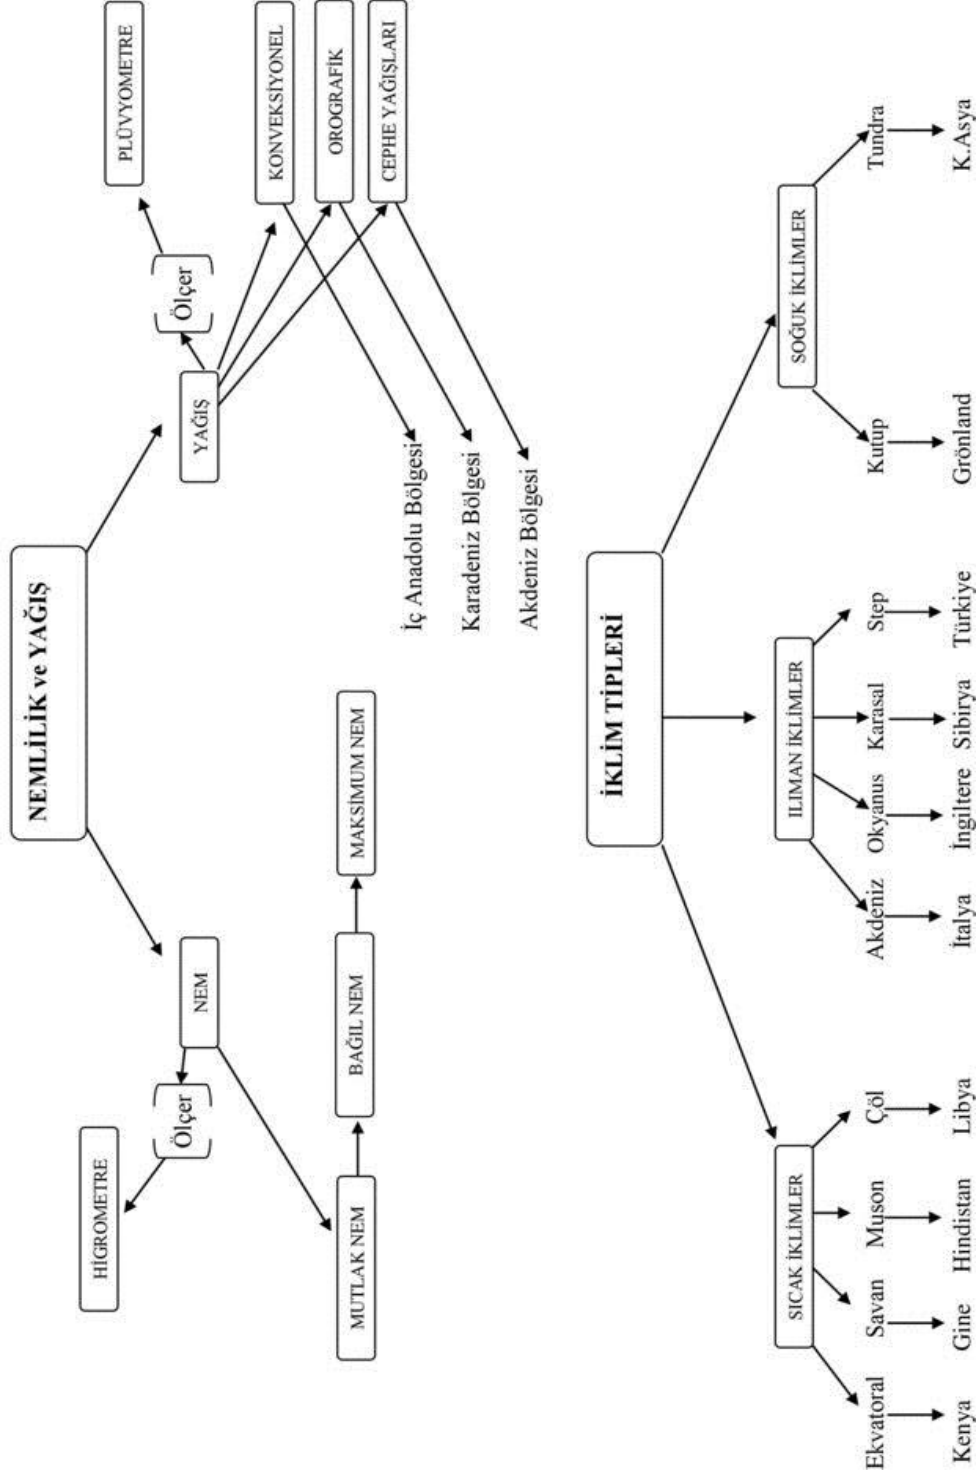 NEMLİLİK ve YAĞIŞ
HİGROMETRE
Ölçer
NEM
MUTLAK NEM
BAĞIL NEM
MAKSİMUM NEM
PLÜVYOMETRE
Ölçer
YAĞIŞ
KONVEKSİYONEL
OROGRAFİK
CEPHE YAĞIŞLARI
İç Anadolu Bölgesi
Karadeniz Bölgesi
Akdeniz Bölgesi
İKLİM TİPLERİ
SICAK İKLİMLER
ILIMAN İKLİMLER
SOĞUK İKLİMLER
Ekvatoral
Savan
Muson
Çöl
Akdeniz
Okyanus
Karasal
Step
Kutup
Tundra
Kenya
Gine
Hindistan
Libya
İtalya
İngiltere
Sibirya
Türkiye
Grönland
K.Asya